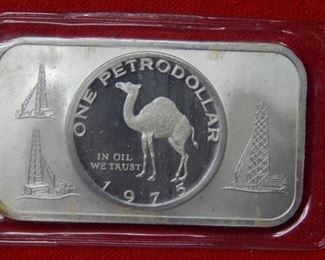 ONE PETRODOLLAR
IN OIL
WE TRUST
1975